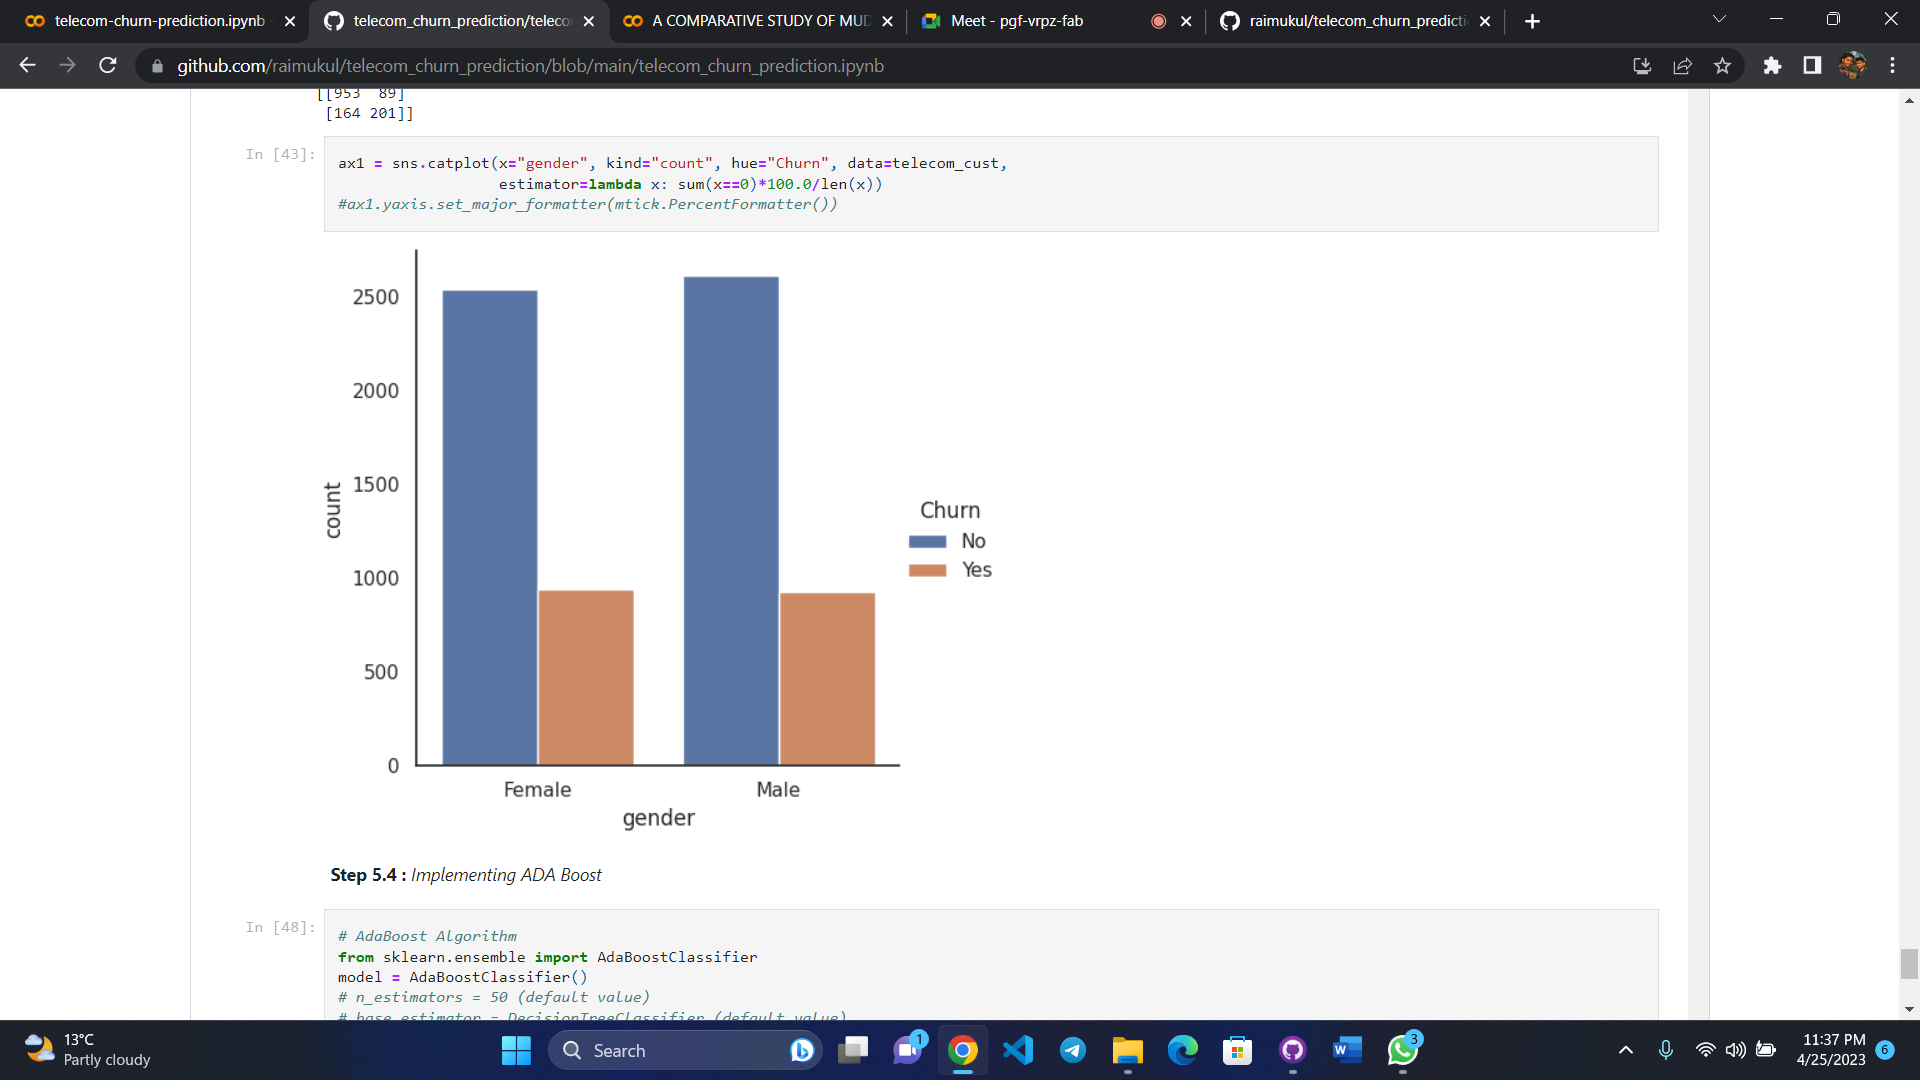 telecom-churn-prediction.ipynb -
telecom_churn_prediction/teleco
A COMPARATIVE STUDY OF MUD
Meet - pgf-vrpz-fab
raimukul/telecom_churn_predicti
github.com/raimukul/telecom_churn_prediction/blob/main/telecom_churn_prediction.ipynb
[[953  89]
[164 201]]
In [43]:
ax1 = sns.catplot(x="gender", kind="count", hue="Churn", data=telecom_cust,
estimator=lambda x: sum(x==0)*100.0/len(x))
#ax1.yaxis.set_major_formatter(mtick.PercentFormatter())
2500
2000
1500
1000
500
0
count
Female
Male
gender
Churn
No
Yes
Step 5.4 : Implementing ADA Boost
In [48]:
# AdaBoost Algorithm
from sklearn.ensemble import AdaBoostClassifier
model = AdaBoostClassifier()
# n_estimators = 50 (default value)
# base_estimator = DecisionTreeClassifier (default value)
13°C
Partly cloudy
Search
1
3
11:37 PM
4/25/2023
6